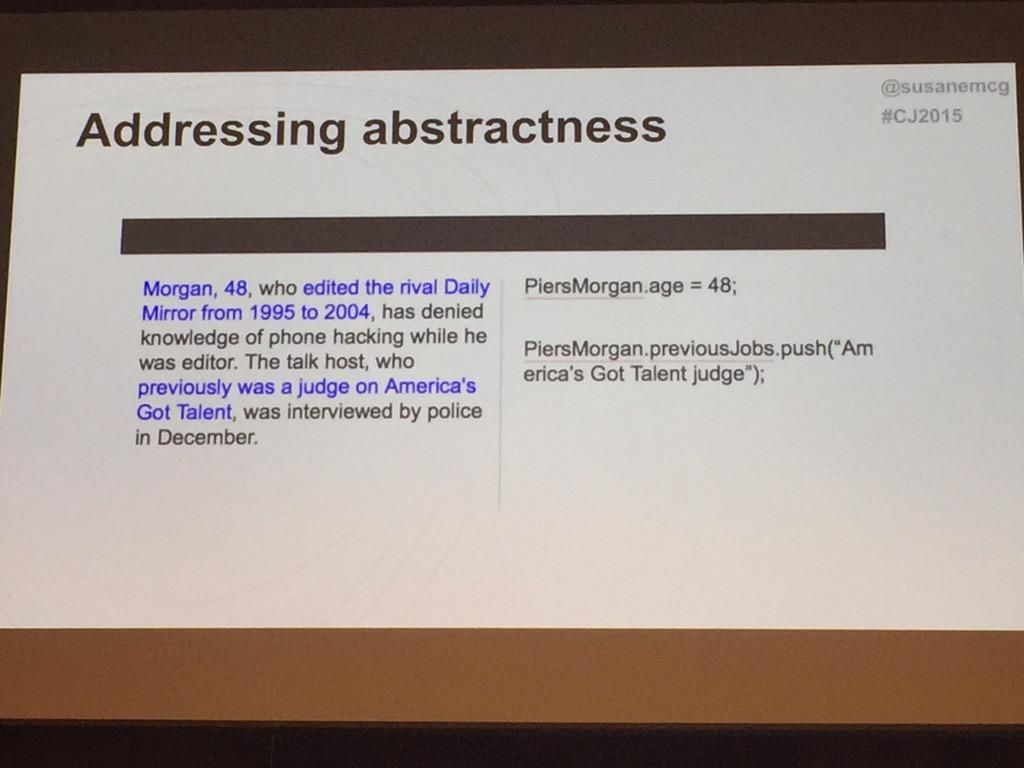 @susanemcg
#CJ2015
Addressing abstractness
Morgan, 48, who edited the rival Daily
Mirror from 1995 to 2004, has denied
knowledge of phone hacking while he
was editor. The talk host, who
previously was a judge on America's
Got Talent, was interviewed by police
in December.
PiersMorgan.age = 48;
PiersMorgan.previousJobs.push(“Am
erica’s Got Talent judge”);